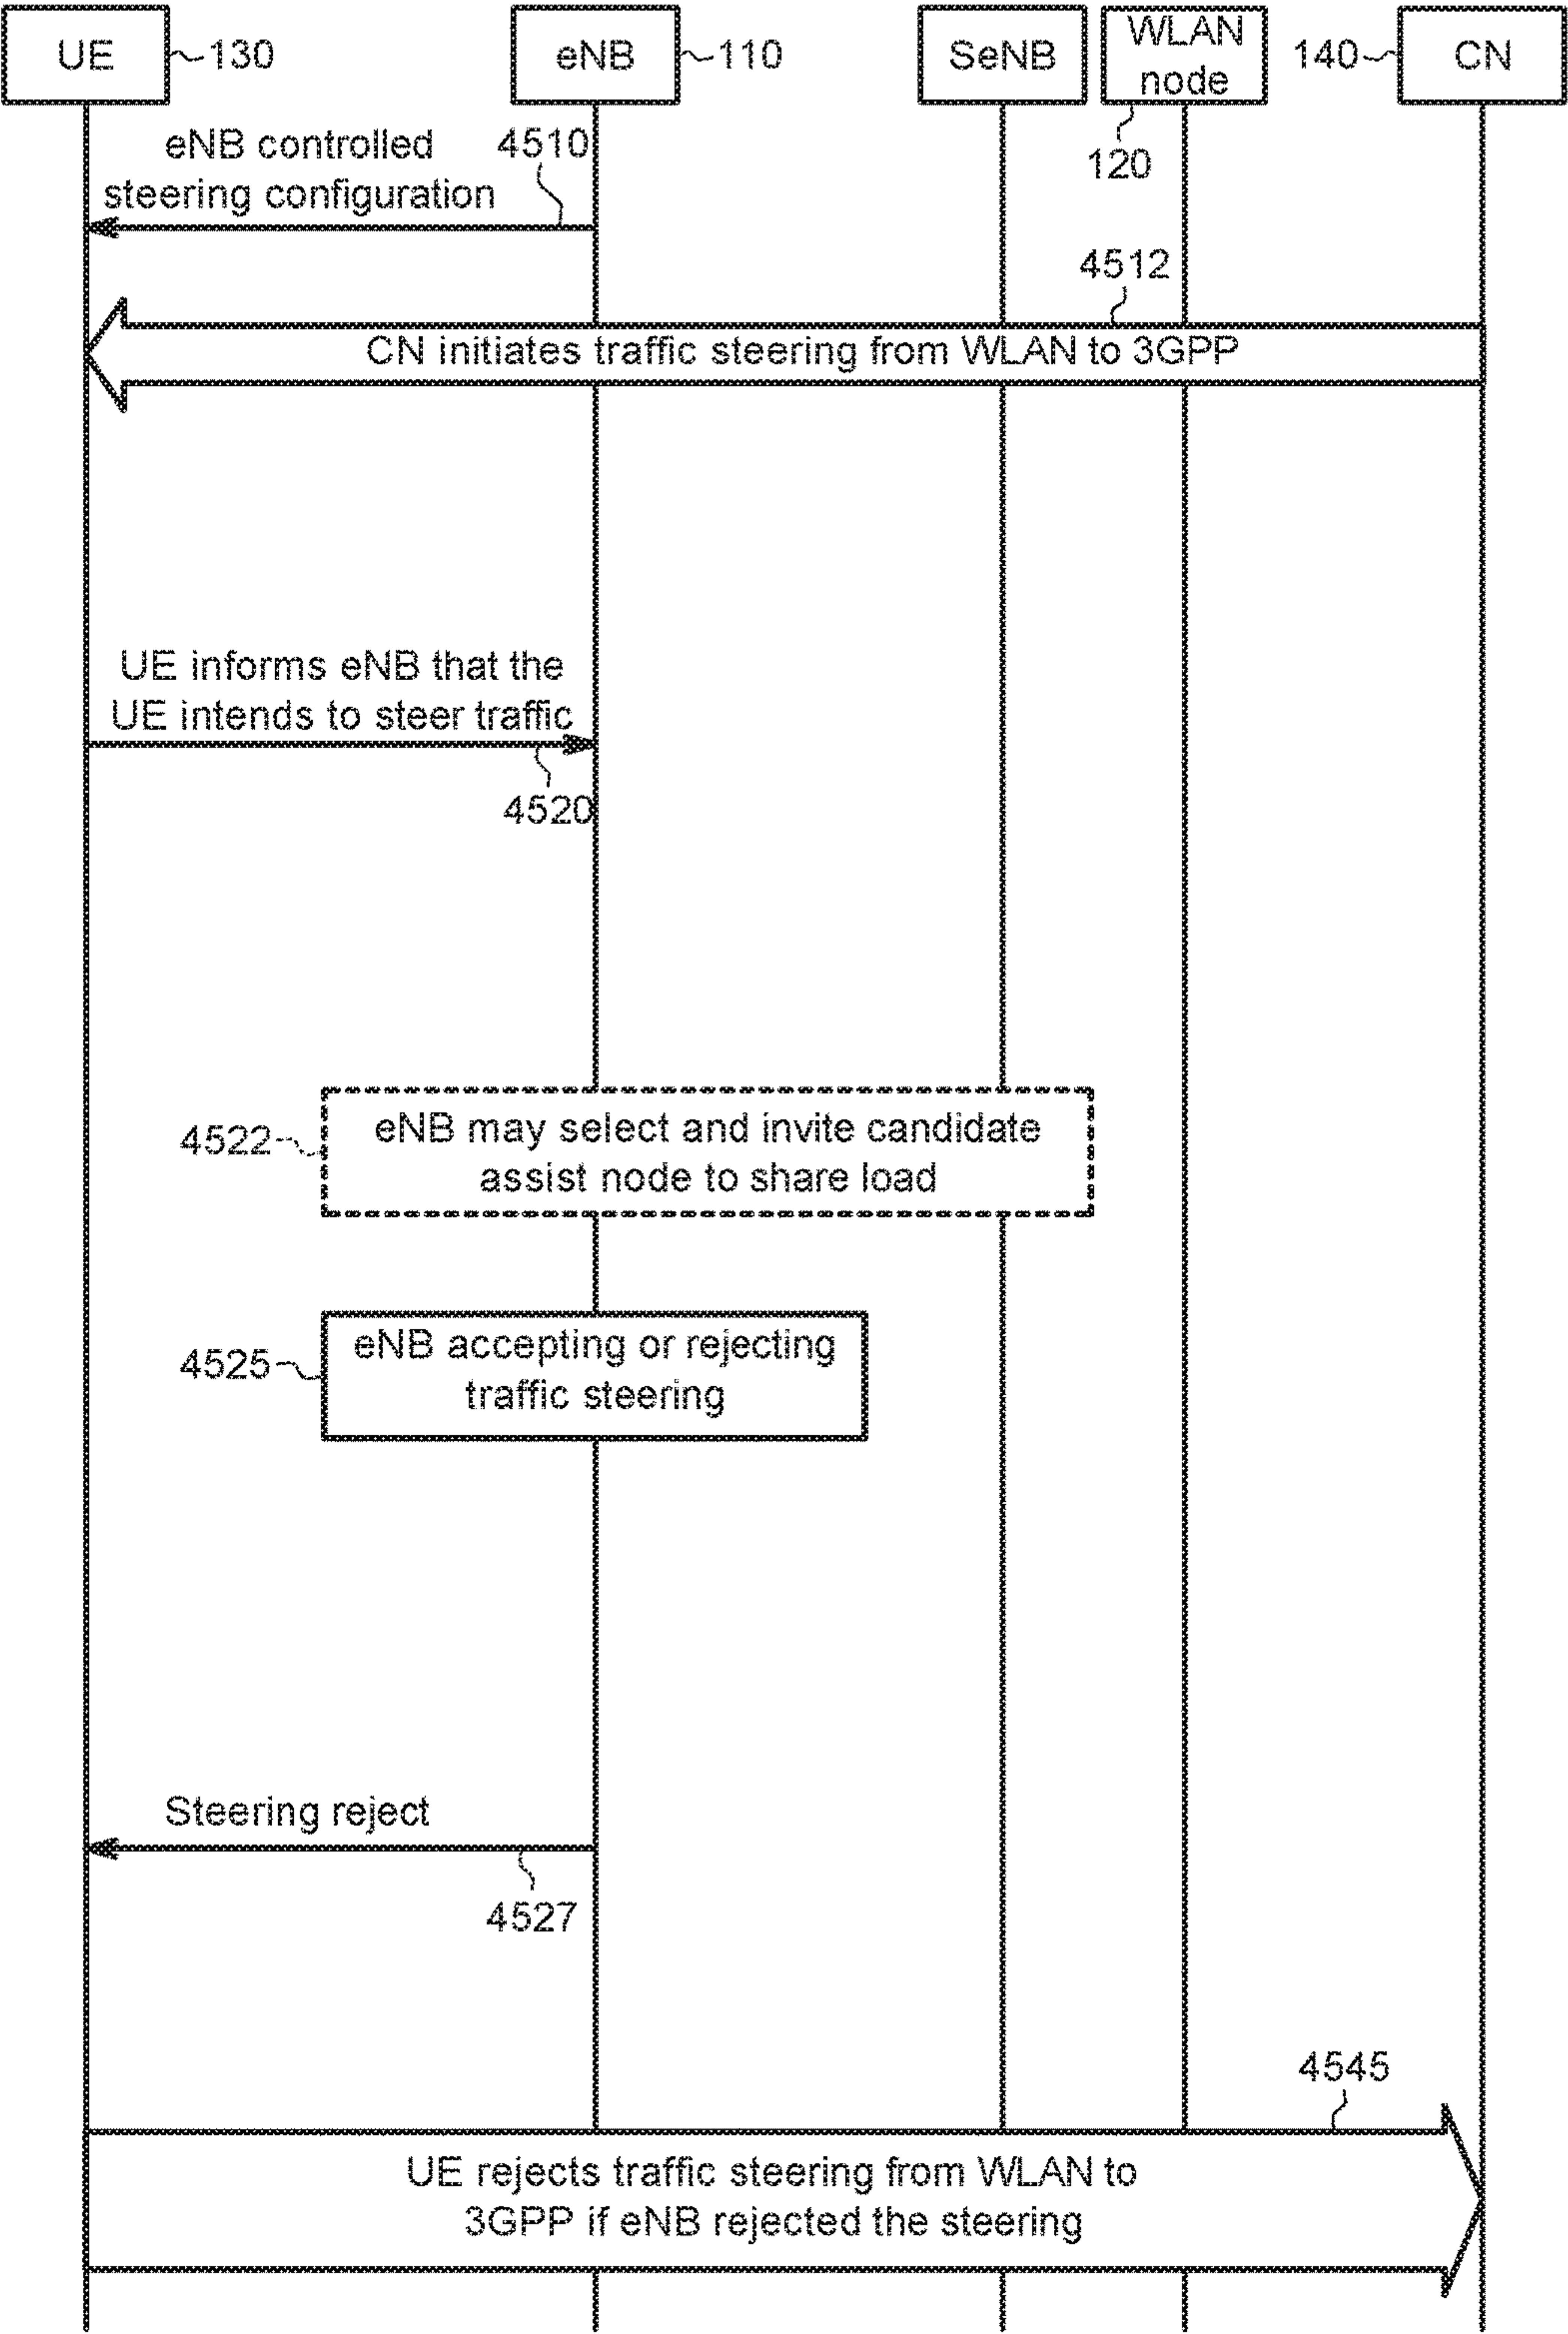 UE
130
eNB
110
SeNB
WLAN
node
120
140
CN
eNB controlled
steering configuration
4510
4512
CN initiates traffic steering from WLAN to 3GPP
UE informs eNB that the
UE intends to steer traffic
4520
4522
eNB may select and invite candidate
assist node to share load
4525
eNB accepting or rejecting
traffic steering
Steering reject
4527
4545
UE rejects traffic steering from WLAN to
3GPP if eNB rejected the steering